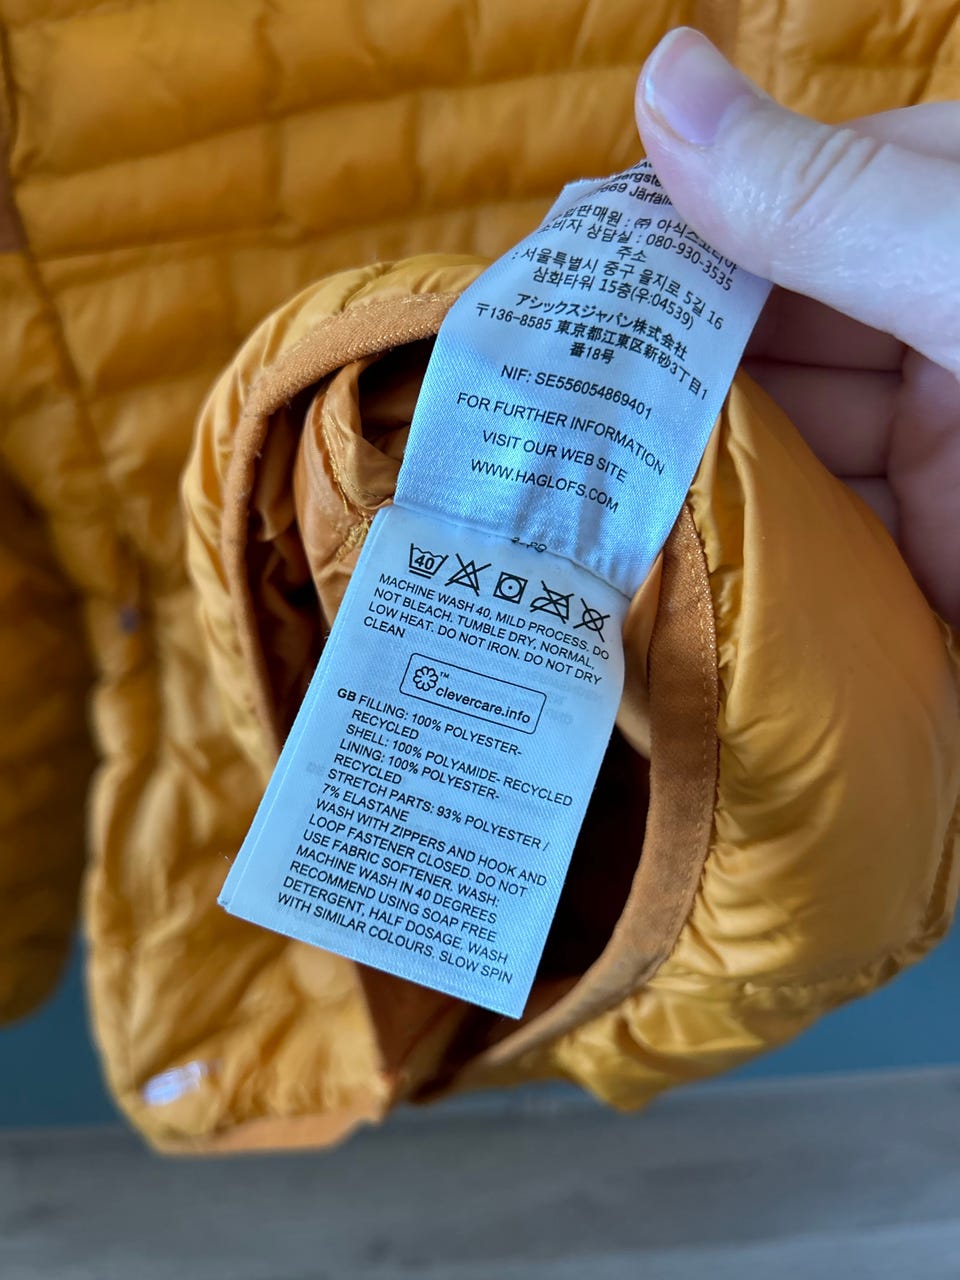 Järfäll
판매원 : ㈜ 아식스코리아
소비자 상담실 : 080-930-3535
주소
: 서울특별시 중구 을지로 5길 16
삼화타워 15층(우:04539)
アシックスジャパン株式会社
〒136-8585 東京都江東区新砂3丁目1
番18号
NIF: SE556054869401
FOR FURTHER INFORMATION
VISIT OUR WEB SITE
WWW.HAGLOFS.COM
40
MACHINE WASH 40, MILD PROCESS, DO
NOT BLEACH, TUMBLE DRY, NORMAL,
LOW HEAT. DO NOT IRON. DO NOT DRY
CLEAN
™
clevercare.info
GB FILLING: 100% POLYESTER-
RECYCLED
SHELL: 100% POLYAMIDE- RECYCLED
LINING: 100% POLYESTER-
RECYCLED
STRETCH PARTS: 93% POLYESTER /
7% ELASTANE
WASH WITH ZIPPERS AND HOOK AND
LOOP FASTENER CLOSED. DO NOT
USE FABRIC SOFTENER. WASH:
MACHINE WASH IN 40 DEGREES
RECOMMEND USING SOAP FREE
DETERGENT, HALF DOSAGE. WASH
WITH SIMILAR COLOURS. SLOW SPIN